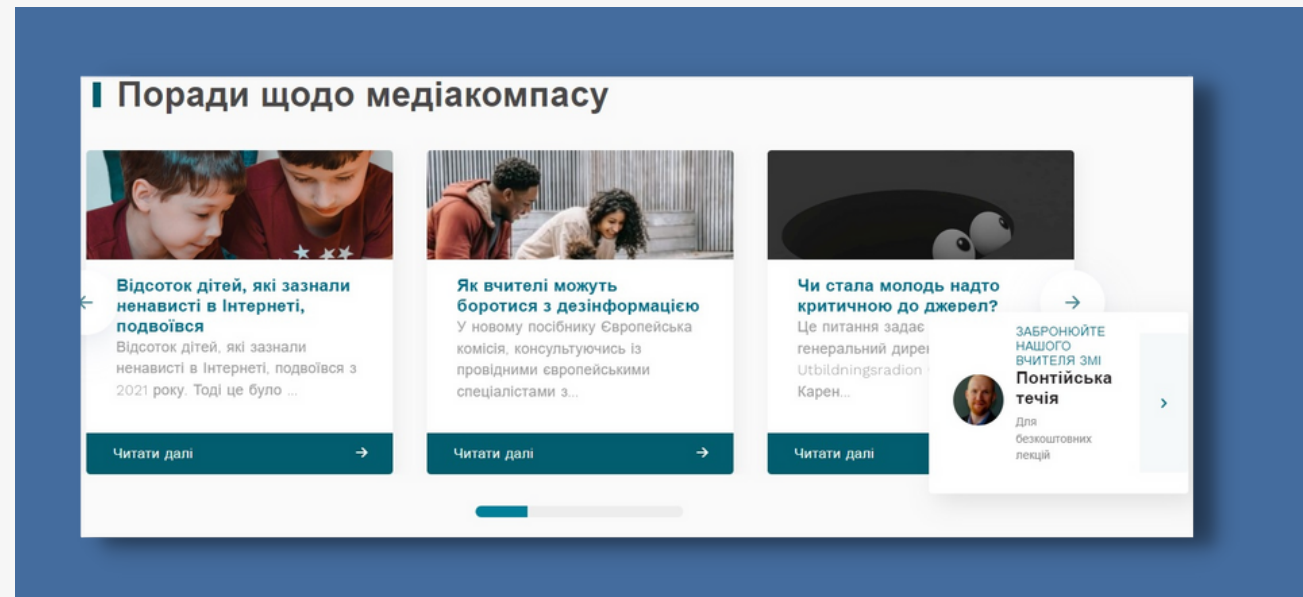 Поради щодо медіакомпасу
Відсоток дітей, які зазнали
ненависті в Інтернеті,
подвоївся
Відсоток дітей, які зазнали
ненависті в Інтернеті, подвоївся з
2021 року. Тоді це було ...
Читати далі
Як вчителі можуть
боротися з дезінформацією
У новому посібнику Європейська
комісія, консультуючись із
провідними європейськими
спеціалістами з...
Читати далі
Чи стала молодь надто
критичною до джерел?
Це питання задає
генеральний дирек
Utbildningsradion
Карен...
Читати далі
ЗАБРОНЮЙТЕ
НАШОГО
ВЧИТЕЛЯ ЗМІ
Понтійська
течія
Для
безкоштовних
лекцій